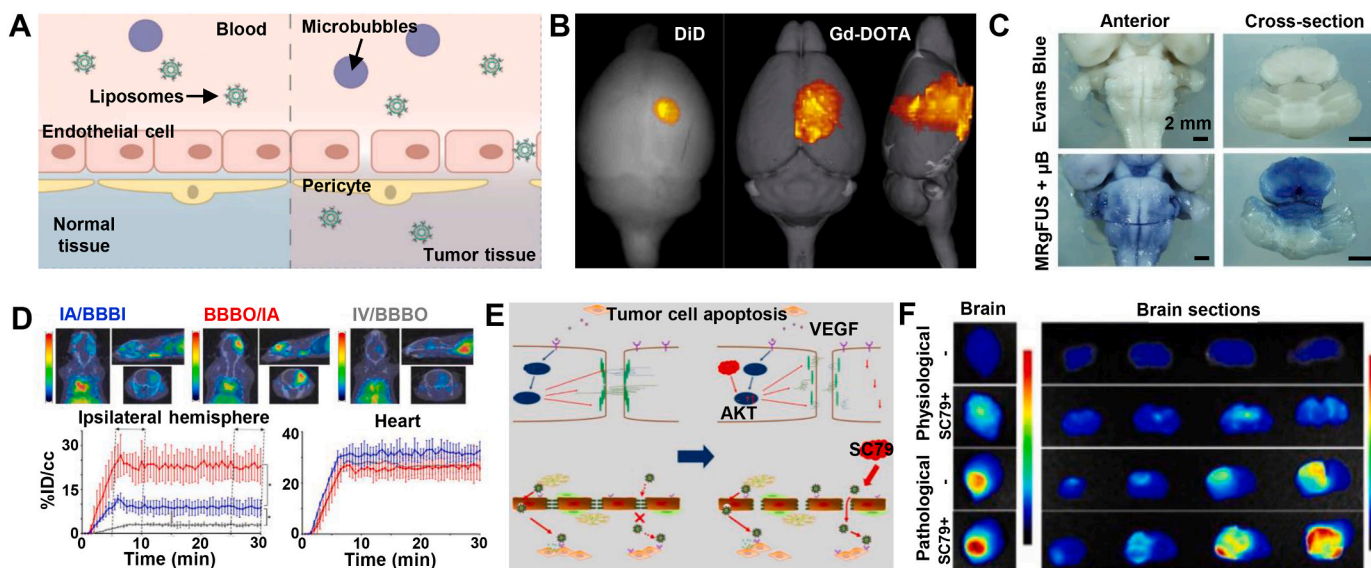 A
Blood
Microbubbles
Liposomes
Endothelial cell
Pericyte
Normal
tissue
Tumor tissue
B
DiD
Gd-DOTA
C
Anterior
Cross-section
Evans
Blue
2 mm
MRgFUS + µB
D
IA/BBBI
BBBO/IA
IV/BBBO
Ipsilateral hemisphere
Heart
%ID/cc
30
15
0
0
10
20
30
Time (min)
40
20
0
0
10
20
30
Time (min)
*
*
E
Tumor cell apoptosis
VEGF
AKT
SC79
F
Brain
Brain sections
Physiological
-
SC79+
Pathological
-
SC79+